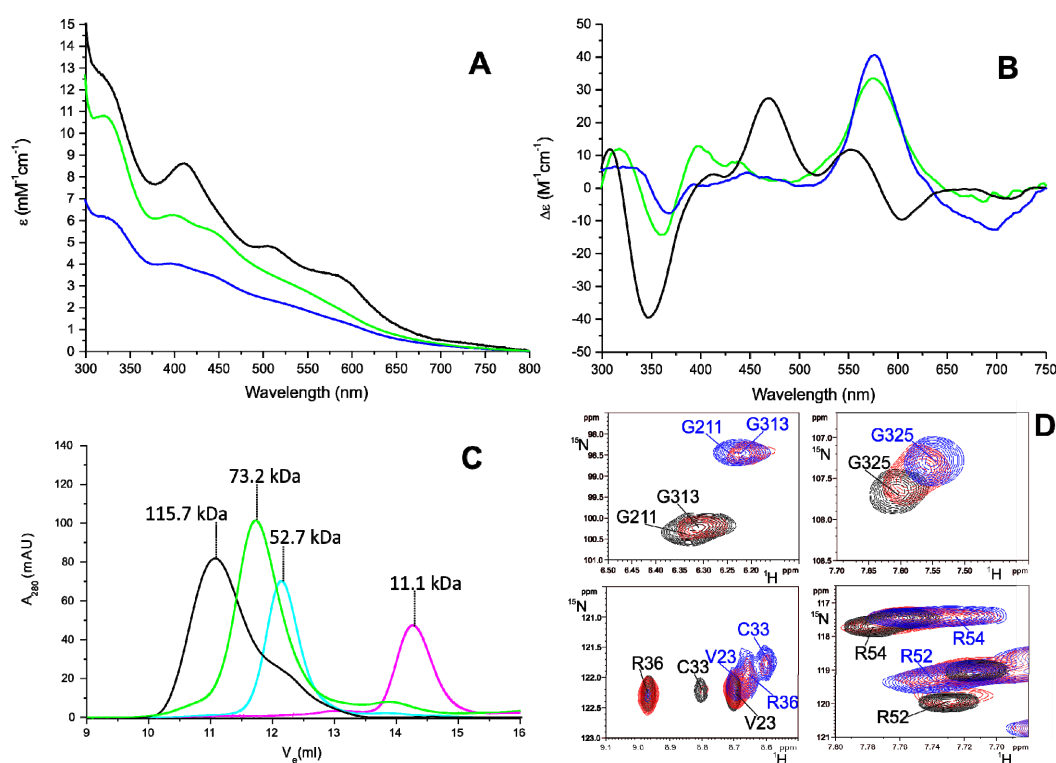 A
15
14
13
12
11
10
9
8
7
6
5
4
3
2
1
0
ε (mM⁻¹cm⁻¹)
300 350 400 450 500 550 600 650 700 750 800
Wavelength (nm)
B
50
40
30
20
10
0
-10
-20
-30
-40
-50
Δε (M⁻¹cm⁻¹)
300 350 400 450 500 550 600 650 700 750
Wavelength (nm)
C
140
120
100
80
60
40
20
0
A₂₈₀ (mAU)
115.7 kDa
73.2 kDa
52.7 kDa
11.1 kDa
9 10 11 12 13 14 15 16
Vₑ(ml)
D
ppm
¹⁵N
98.0
98.5
99.0
99.5
100.0
100.5
101.0
G211 G313
G313
G211
6.50 6.45 6.40 6.35 6.30 6.25 6.20 6.15 ppm
¹H
ppm
107.0
¹⁵N
107.5
108.0
108.5
G325
G325
7.70 7.65 7.60 7.55 7.50 ppm
¹H
ppm
¹⁵N
121.0
121.5
122.0
122.5
123.0
R36 C33 V23 C33
R36
V23
9.1 9.0 8.9 8.8 8.7 8.6 ppm
¹H
ppm
117
¹⁵N
118
119
120
121
R54 R54
R52
R52
7.80 7.78 7.76 7.74 7.72 7.70 ppm
¹H